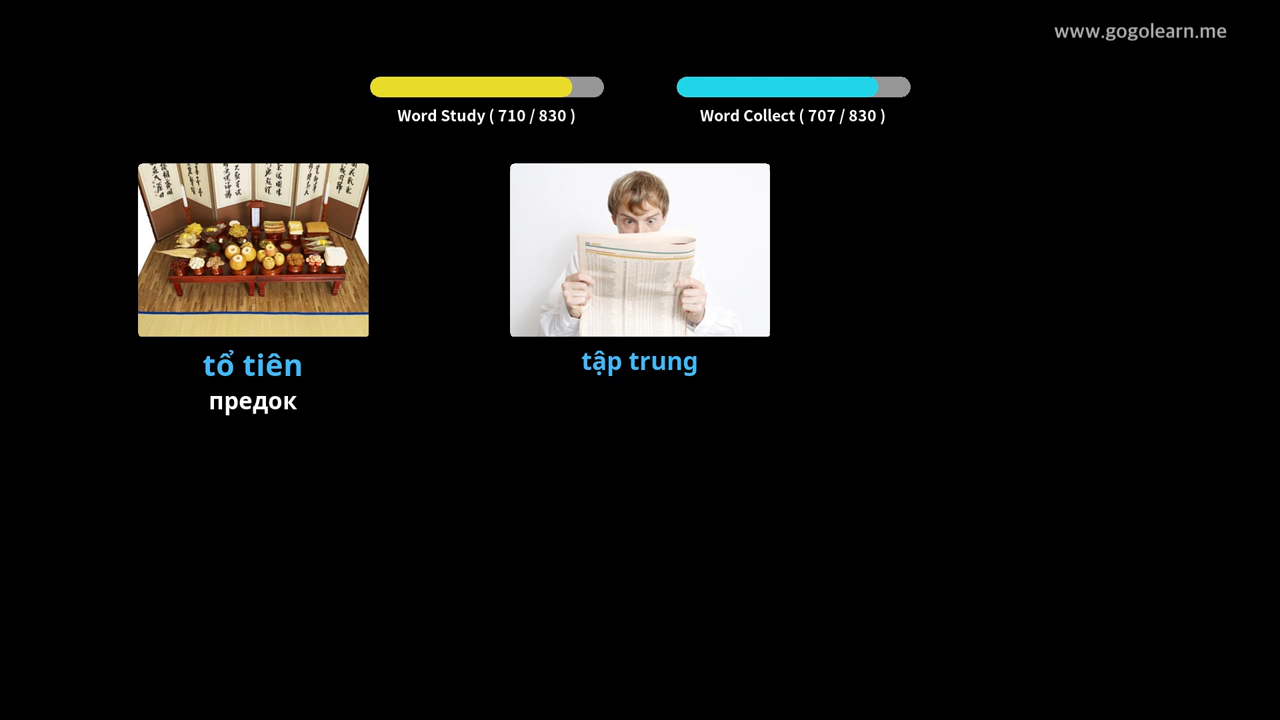 www.gogolearn.me
Word Study ( 710 / 830 )
Word Collect ( 707 / 830 )
tổ tiên
предок
tập trung